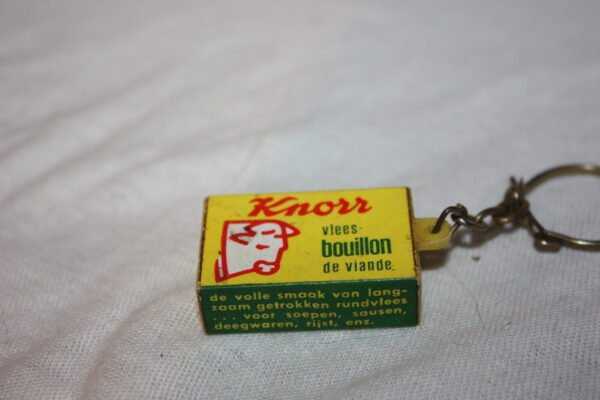 Knorr
vlees-
bouillon
de viande
de volle smaak van lang-
zaam getrokken rundvlees
... voor soepen, sausen,
deegwaren, rijst, enz.